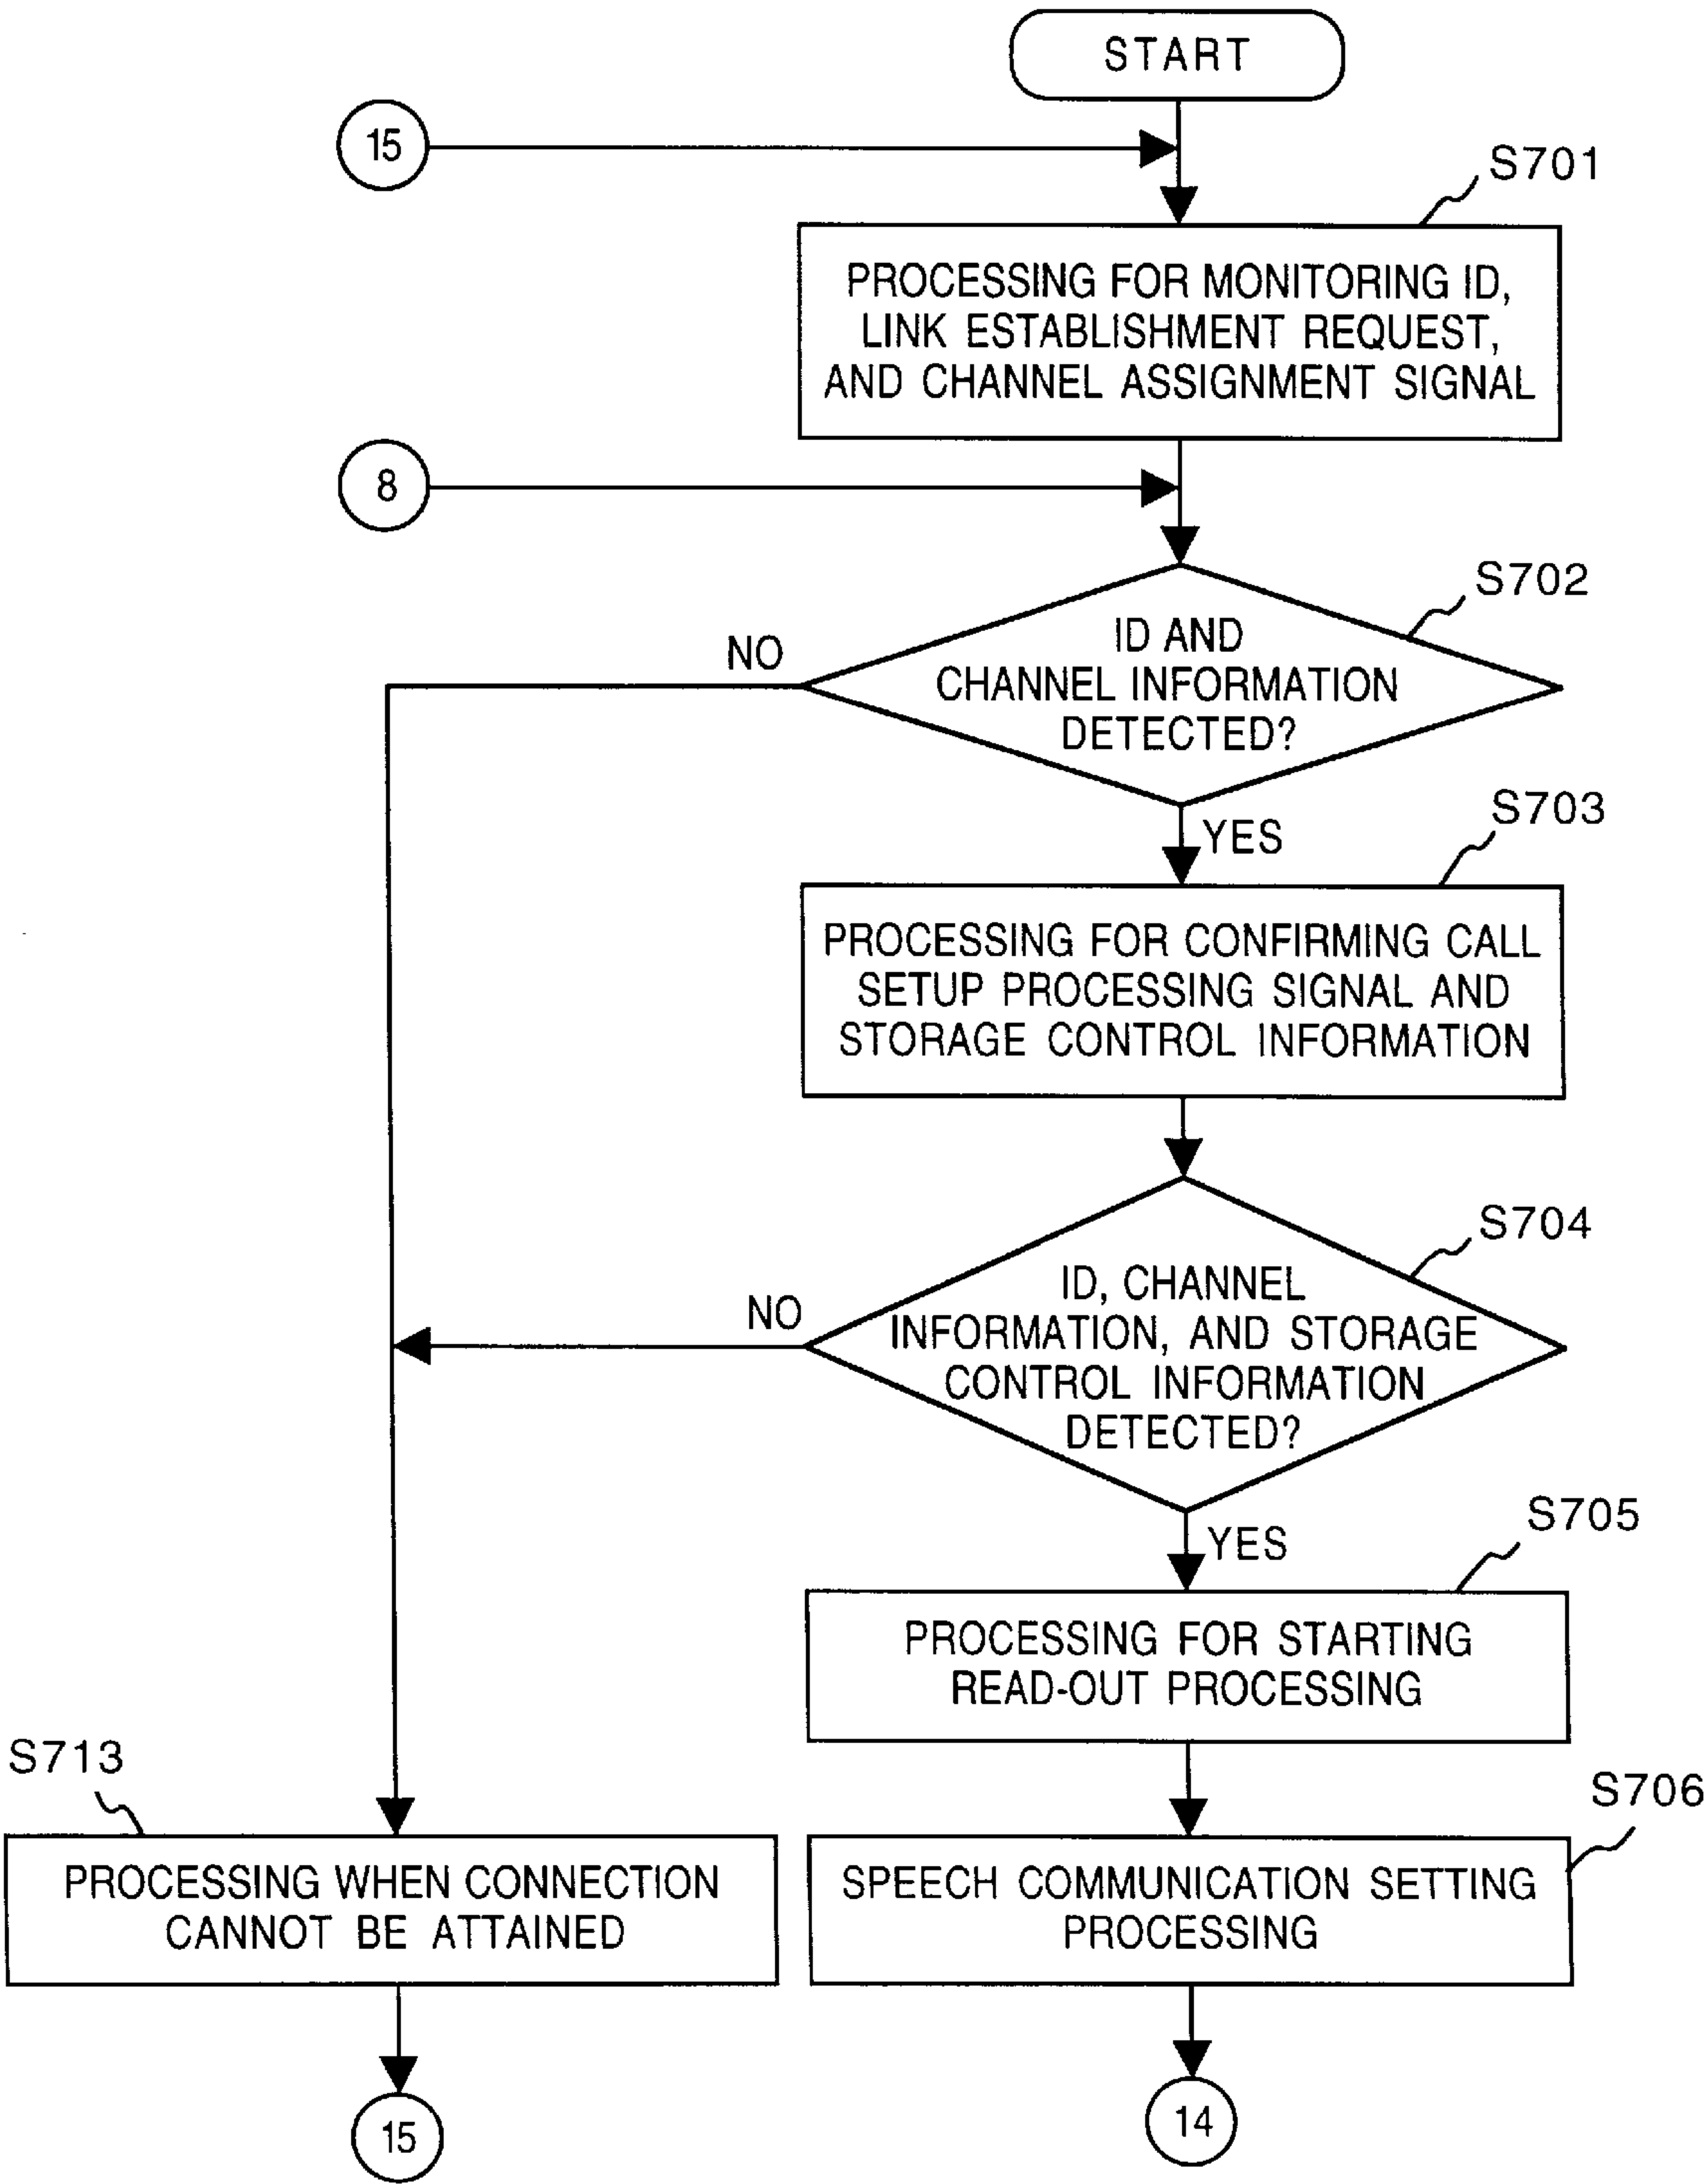 START
15
S701
PROCESSING FOR MONITORING ID,
LINK ESTABLISHMENT REQUEST,
AND CHANNEL ASSIGNMENT SIGNAL
8
S702
ID AND
CHANNEL INFORMATION
DETECTED?
NO
YES
S703
PROCESSING FOR CONFIRMING CALL
SETUP PROCESSING SIGNAL AND
STORAGE CONTROL INFORMATION
S704
ID, CHANNEL
INFORMATION, AND STORAGE
CONTROL INFORMATION
DETECTED?
NO
YES
S705
PROCESSING FOR STARTING
READ-OUT PROCESSING
S713
PROCESSING WHEN CONNECTION
CANNOT BE ATTAINED
S706
SPEECH COMMUNICATION SETTING
PROCESSING
15
14